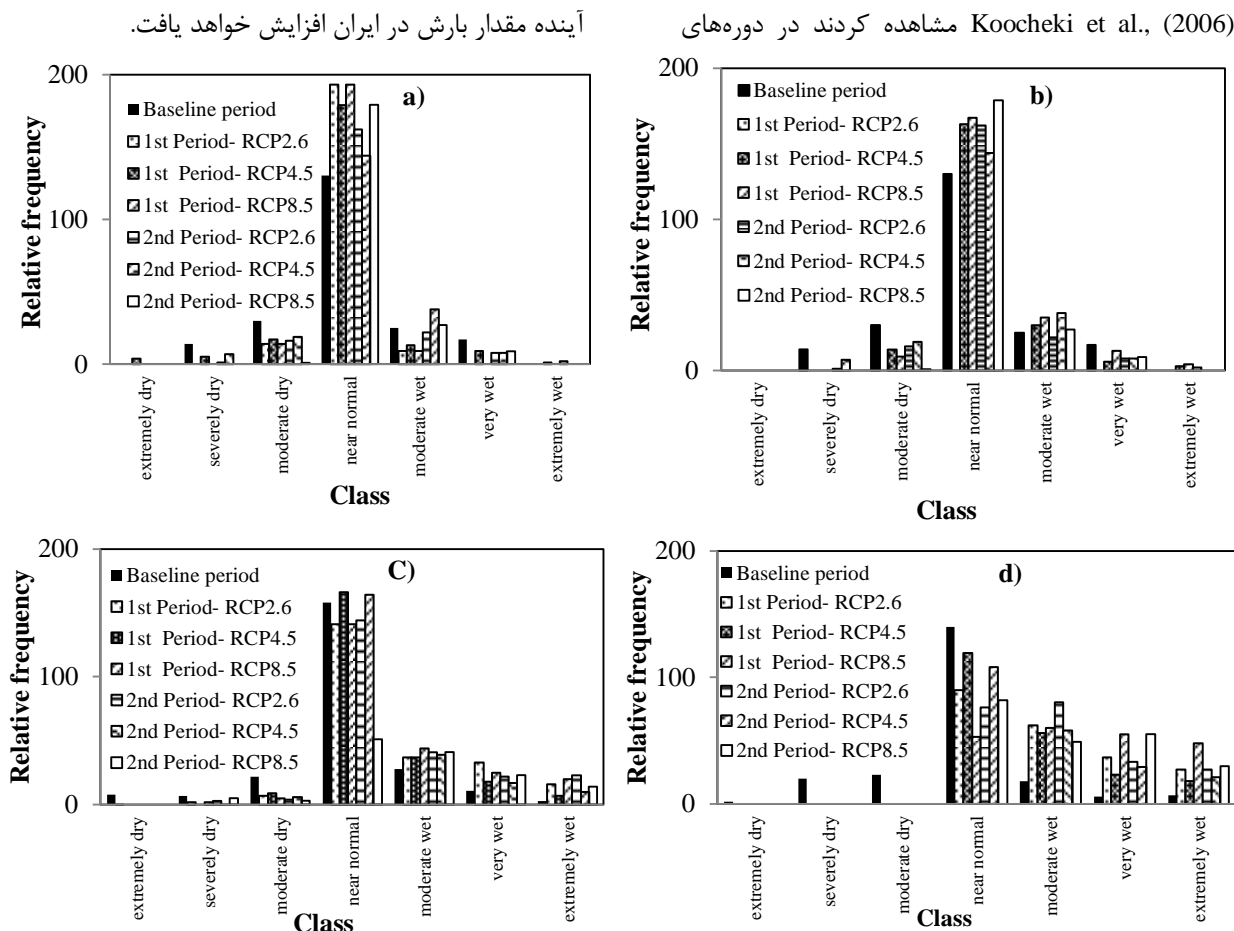 Koocheki et al., (2006) مشاهده کردند در دوره‌های
آینده مقدار بارش در ایران افزایش خواهد یافت.
a)
Relative frequency
200
100
0
Baseline period
1st Period- RCP2.6
1st Period- RCP4.5
1st Period- RCP8.5
2nd Period- RCP2.6
2nd Period- RCP4.5
2nd Period- RCP8.5
extremely dry
severely dry
moderate dry
near normal
moderate wet
very wet
extremely wet
Class
b)
Relative frequency
200
100
0
Baseline period
1st Period- RCP2.6
1st Period- RCP4.5
1st Period- RCP8.5
2nd Period- RCP2.6
2nd Period- RCP4.5
2nd Period- RCP8.5
extremely dry
severely dry
moderate dry
near normal
moderate wet
very wet
extremely wet
Class
C)
Relative frequency
200
100
0
Baseline period
1st Period- RCP2.6
1st Period- RCP4.5
1st Period- RCP8.5
2nd Period- RCP2.6
2nd Period- RCP4.5
2nd Period- RCP8.5
extremely dry
severely dry
moderate dry
near normal
moderate wet
very wet
extremely wet
Class
d)
Relative frequency
200
100
0
Baseline period
1st Period- RCP2.6
1st Period- RCP4.5
1st Period- RCP8.5
2nd Period- RCP2.6
2nd Period- RCP4.5
2nd Period- RCP8.5
extremely dry
severely dry
moderate dry
near normal
moderate wet
very wet
extremely wet
Class